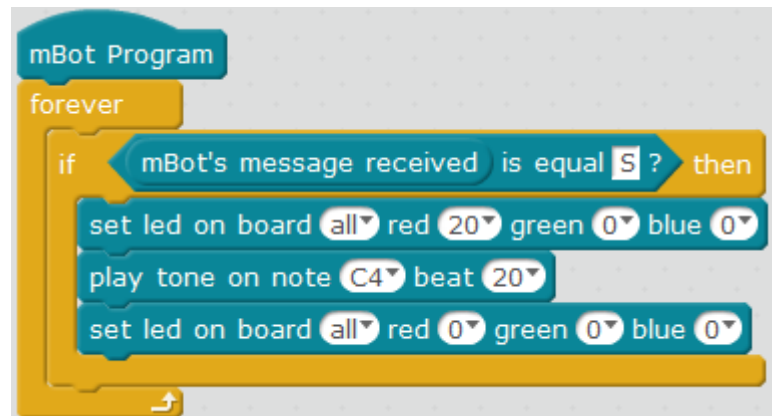 mBot Program
forever
if mBot's message received is equal S ? then
set led on board all red 20 green 0 blue 0
play tone on note C4 beat 20
set led on board all red 0 green 0 blue 0